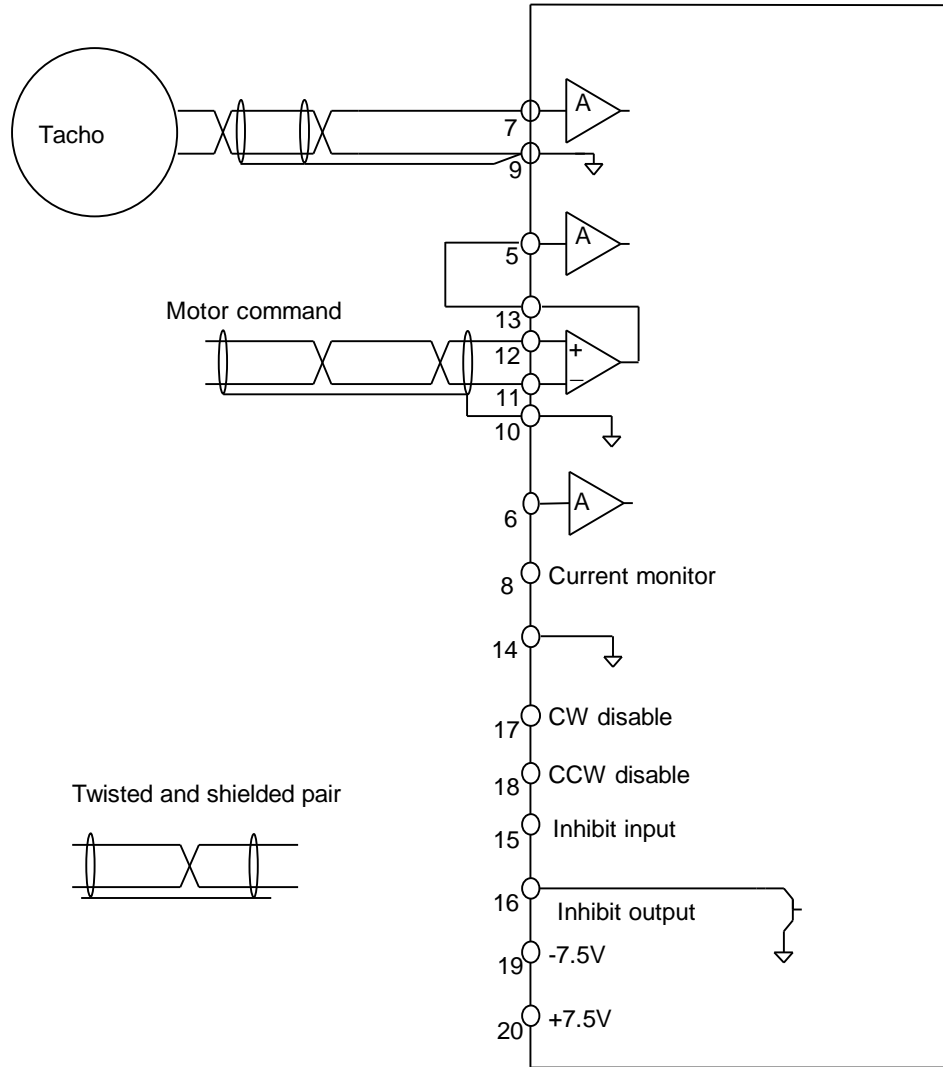 Tacho
A
7
9
A
5
13
Motor command
12
+
−
11
10
A
6
8 Current monitor
14
17 CW disable
18 CCW disable
Twisted and shielded pair
15 Inhibit input
16 Inhibit output
19 -7.5V
20 +7.5V